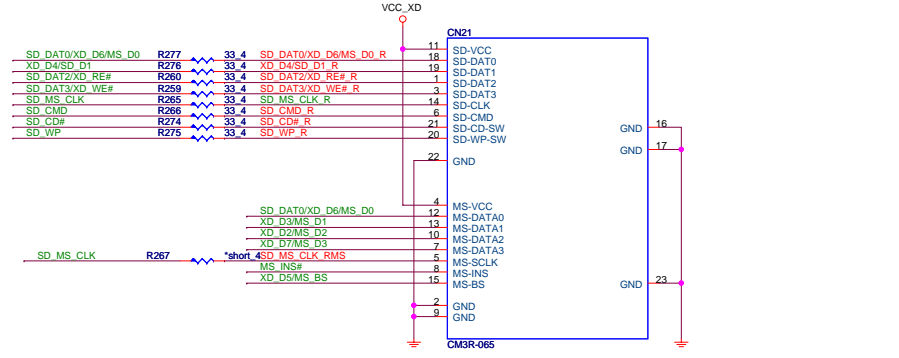 VCC_XD
CN21
11 SD-VCC
SD_DAT0/XD_D6/MS_D0 R277 33_4 SD_DAT0/XD_D6/MS_D0_R 18 SD-DAT0
XD_D4/SD_D1 R276 33_4 XD_D4/SD_D1_R 19 SD-DAT1
SD_DAT2/XD_RE# R260 33_4 SD_DAT2/XD_RE#_R 1 SD-DAT2
SD_DAT3/XD_WE# R259 33_4 SD_DAT3/XD_WE#_R 3 SD-DAT3
SD_MS_CLK R265 33_4 SD_MS_CLK_R 14 SD-CLK
SD_CMD R266 33_4 SD_CMD_R 6 SD-CMD
SD_CD# R274 33_4 SD_CD#_R 21 SD-CD-SW GND 16
SD_WP R275 33_4 SD_WP_R 20 SD-WP-SW
GND 17
22 GND
4 MS-VCC
SD_DAT0/XD_D6/MS_D0 12 MS-DATA0
XD_D3/MS_D1 13 MS-DATA1
XD_D2/MS_D2 10 MS-DATA2
XD_D7/MS_D3 7 MS-DATA3
SD_MS_CLK R267 *short_4 SD_MS_CLK_RMS 5 MS-SCLK
MS_INS# 8 MS-INS
XD_D5/MS_BS 15 MS-BS GND 23
2 GND
9 GND
CM3R-065